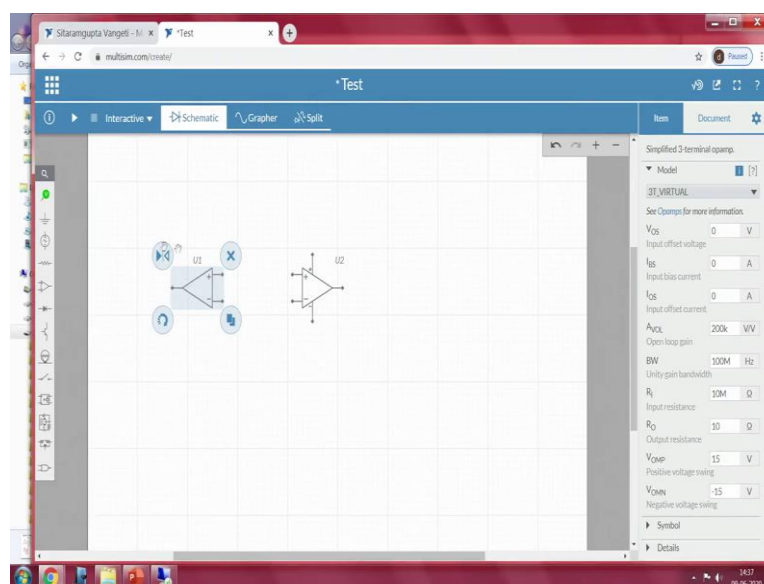 Sitaramgupta Vangeti - M
*Test
multisim.com/create/
Paused
*Test
Interactive
Schematic
Grapher
Split
Item
Document
Simplified 3-terminal opamp.
Model
[?]
3T_VIRTUAL
See Opamps for more information.
VOS 0 V
Input offset voltage
IBS 0 A
Input bias current
IOS 0 A
Input offset current
AVOL 200k V/V
Open loop gain
BW 100M Hz
Unity gain bandwidth
RI 10M Ω
Input resistance
RO 10 Ω
Output resistance
VOMP 15 V
Positive voltage swing
VOMN -15 V
Negative voltage swing
Symbol
Details
U1
U2
14:37